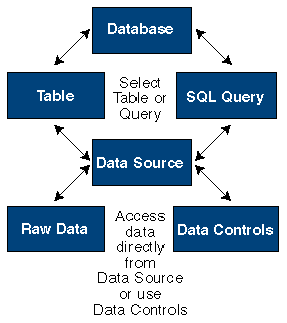 Database
Table
Select
Table or
Query
SQL Query
Data Source
Raw Data
Access
data
directly
from
Data Source
or use
Data Controls
Data Controls